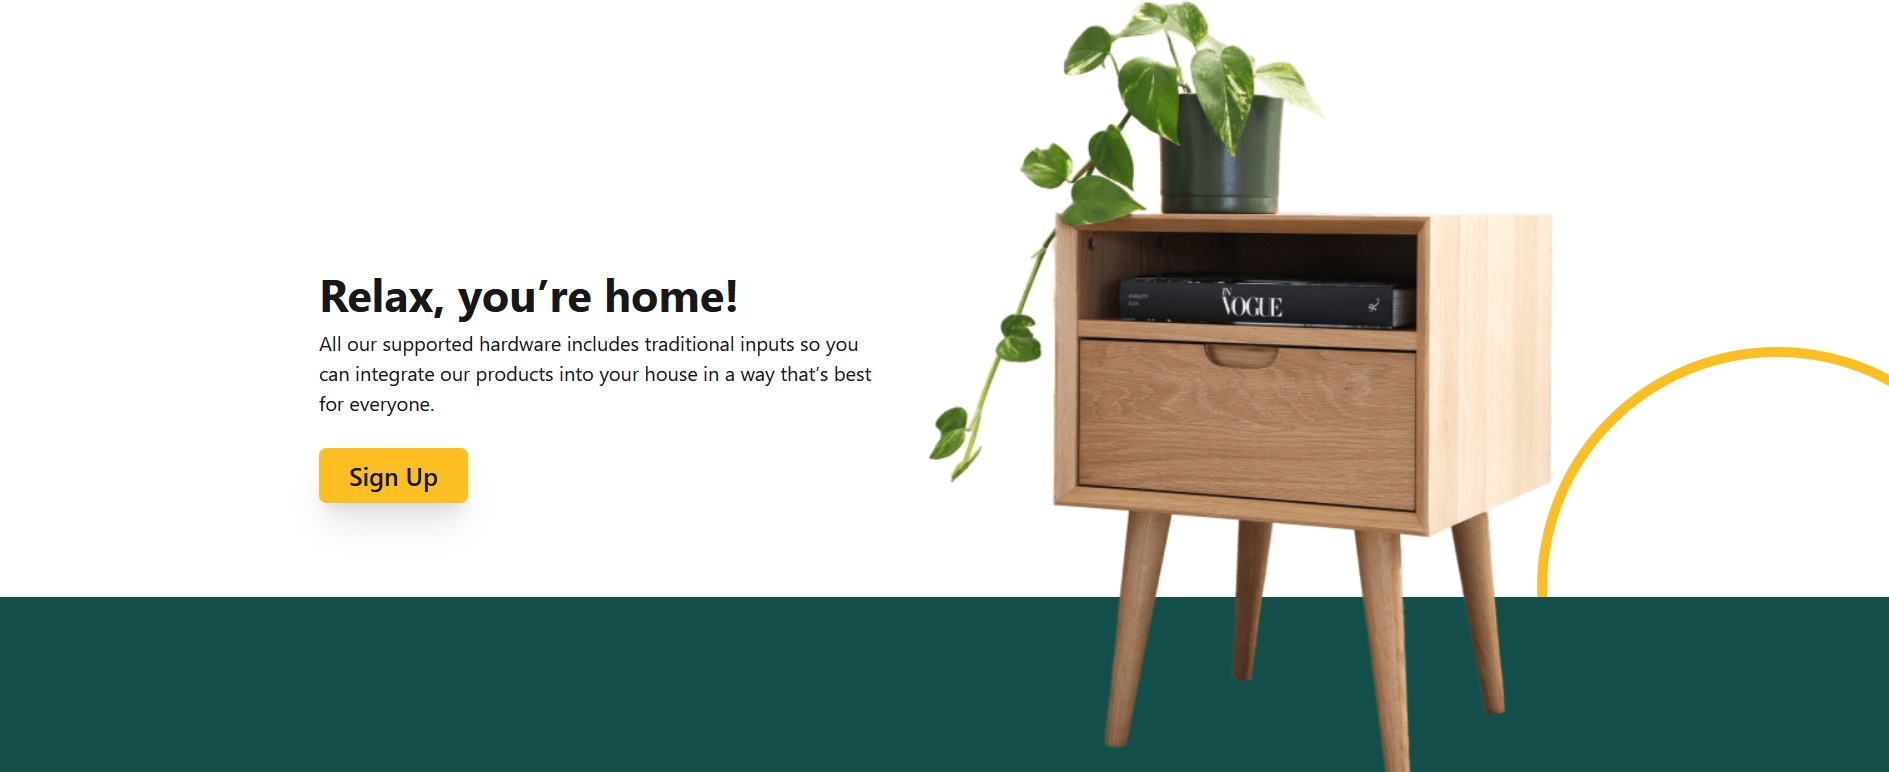 Relax, you’re home!
All our supported hardware includes traditional inputs so you
can integrate our products into your house in a way that’s best
for everyone.
Sign Up
IN
VOGUE